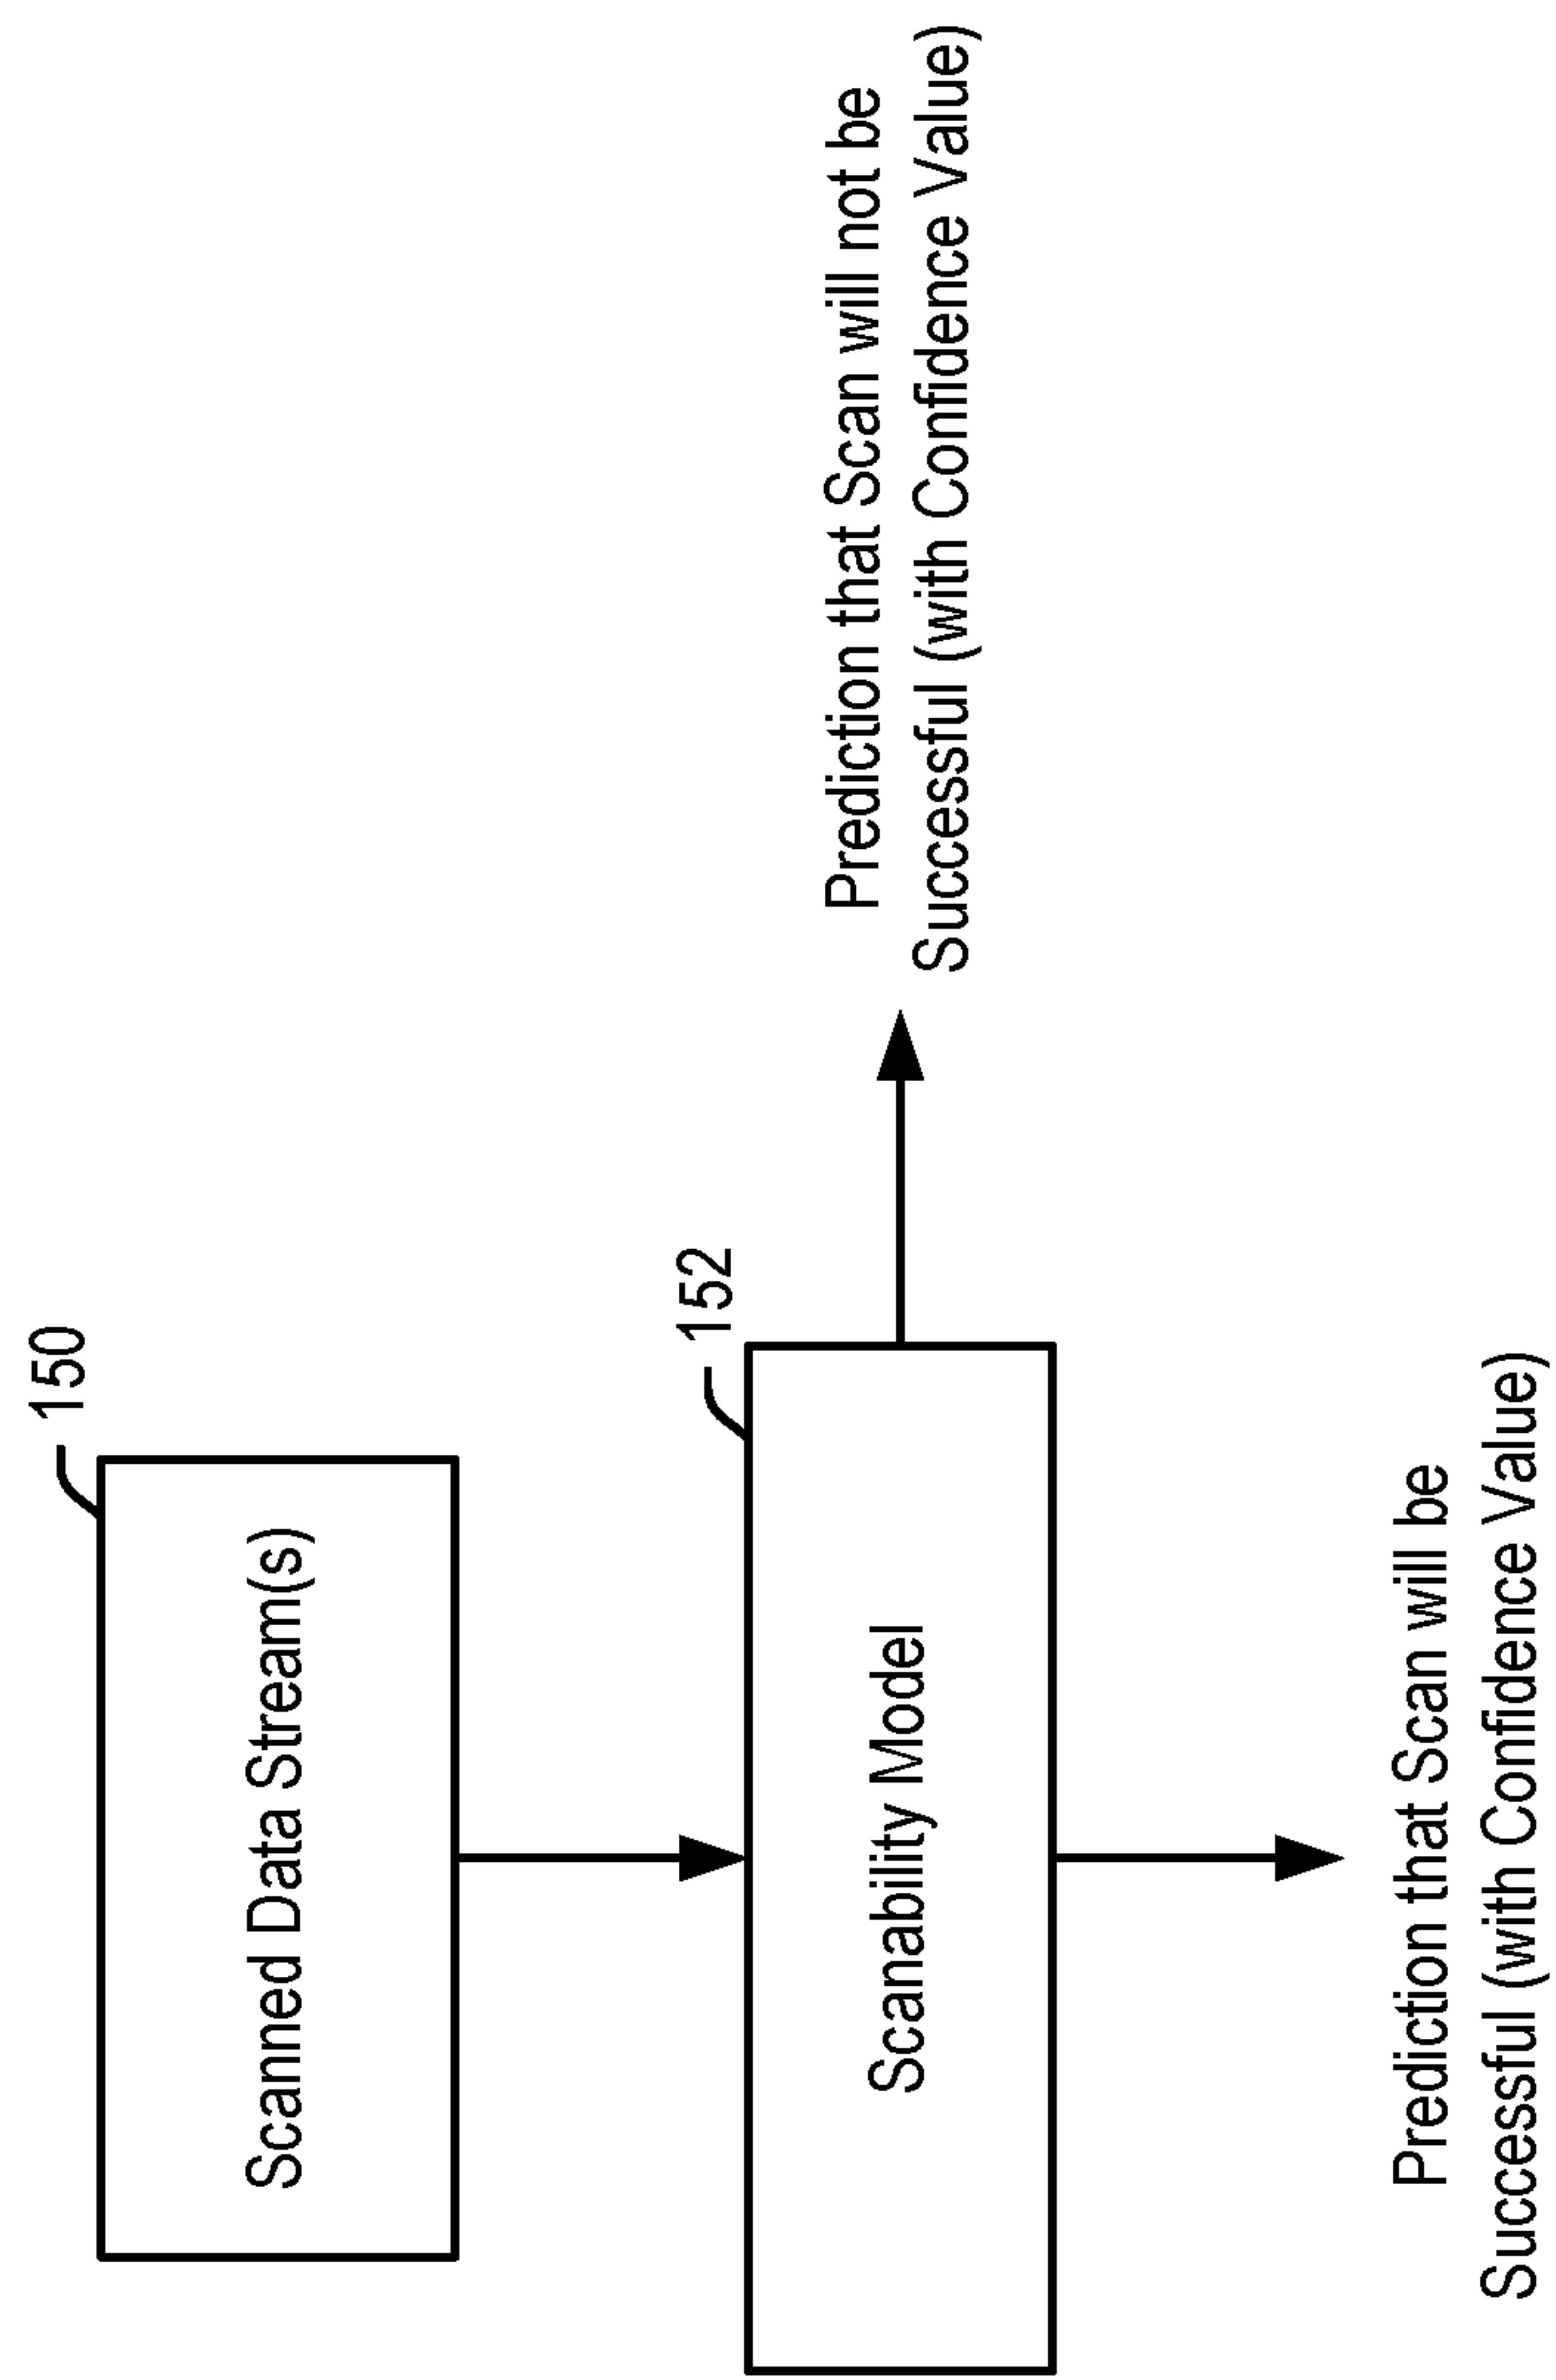 150
Scanned Data Stream(s)
152
Scanability Model
Prediction that Scan will not be
Successful (with Confidence Value)
Prediction that Scan will be
Successful (with Confidence Value)